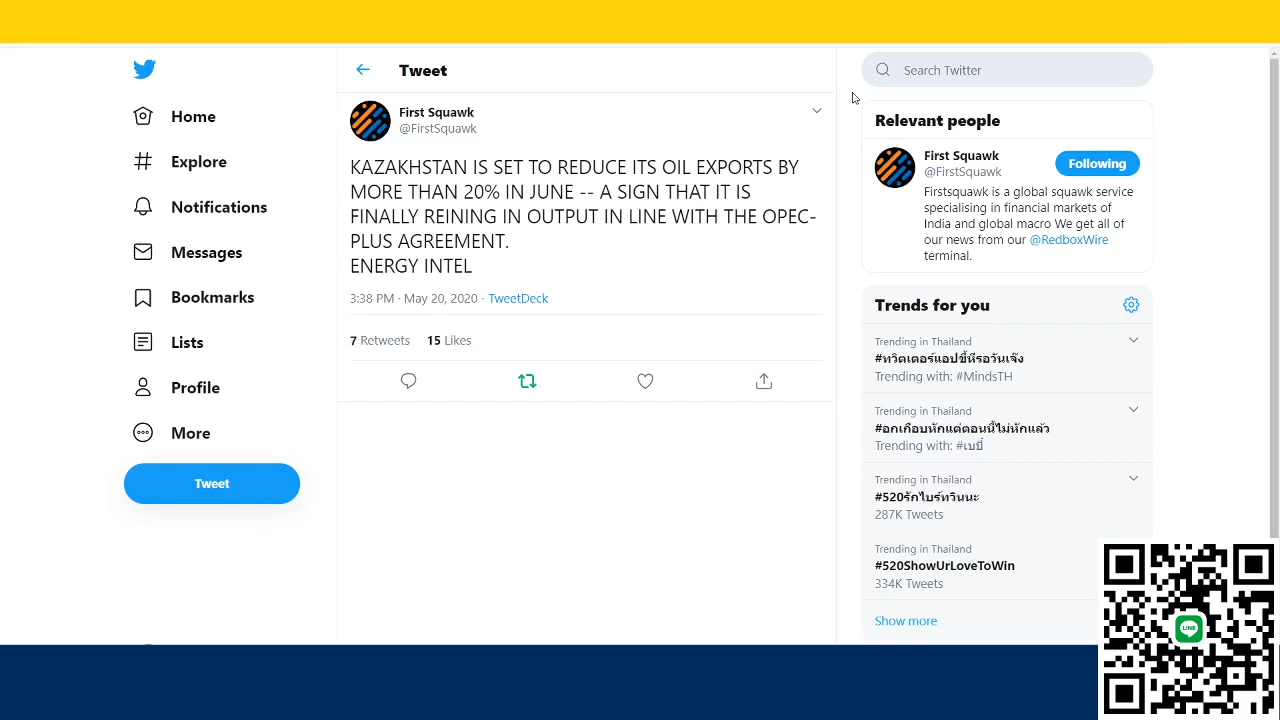 Home
Explore
Notifications
Messages
Bookmarks
Lists
Profile
More
Tweet
Tweet
First Squawk
@FirstSquawk
KAZAKHSTAN IS SET TO REDUCE ITS OIL EXPORTS BY
MORE THAN 20% IN JUNE -- A SIGN THAT IT IS
FINALLY REINING IN OUTPUT IN LINE WITH THE OPEC-
PLUS AGREEMENT.
ENERGY INTEL
3:38 PM · May 20, 2020 · TweetDeck
7 Retweets 15 Likes
Search Twitter
Relevant people
First Squawk
@FirstSquawk
Following
Firstsquawk is a global squawk service
specialising in financial markets of
India and global macro We get all of
our news from our @RedboxWire
terminal.
Trends for you
Trending in Thailand
#ทวิตเตอร์แอปขี้หึรอวันเจ๊ง
Trending with: #MindsTH
Trending in Thailand
#อกเกือบหักแต่ตอนนี้ไม่หักแล้ว
Trending with: #เบบี๋
Trending in Thailand
#520รักไบร์ทวินนะ
287K Tweets
Trending in Thailand
#520ShowUrLoveToWin
334K Tweets
Show more
LINE